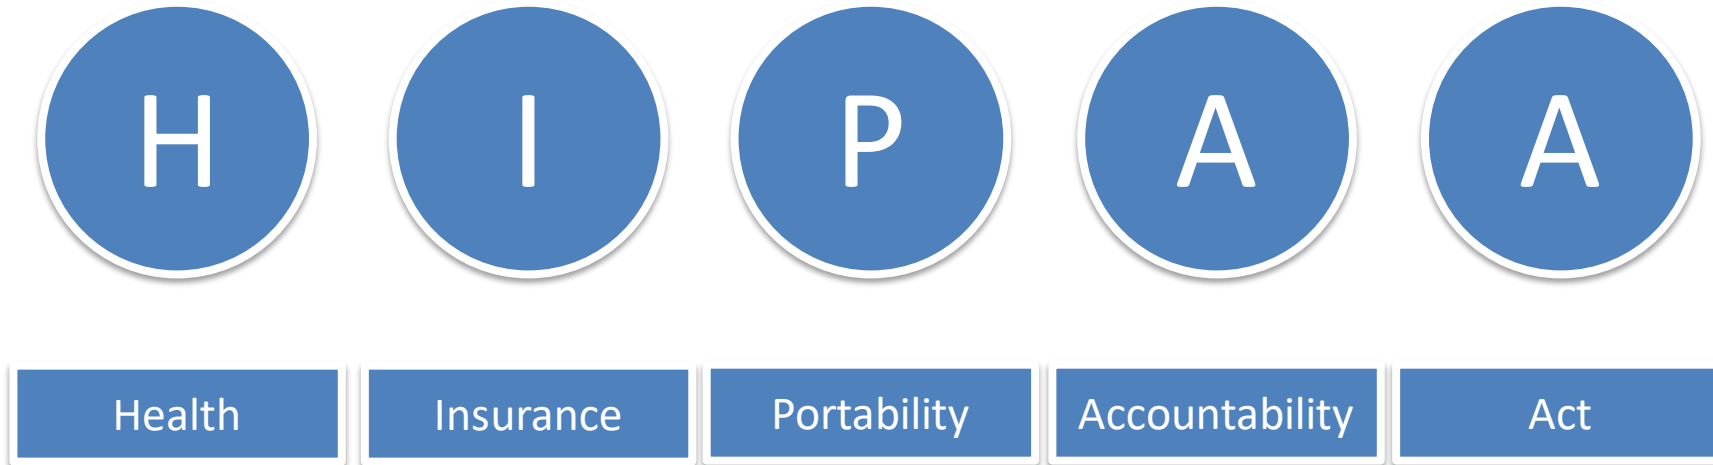 H I P A A
Health Insurance Portability Accountability Act